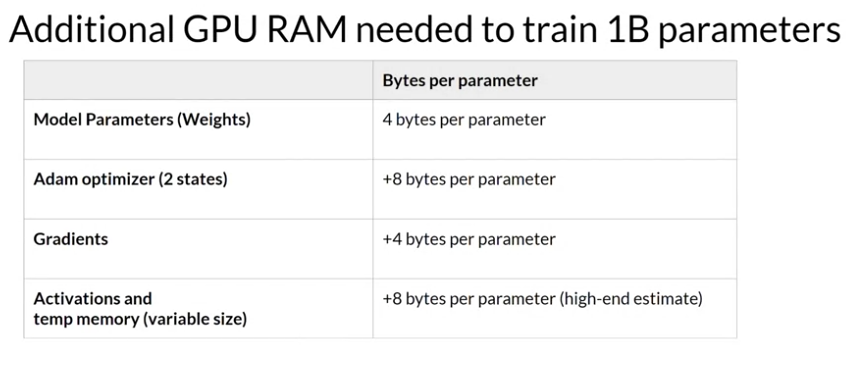 Additional GPU RAM needed to train 1B parameters
Bytes per parameter
Model Parameters (Weights)
4 bytes per parameter
Adam optimizer (2 states)
+8 bytes per parameter
Gradients
+4 bytes per parameter
Activations and
temp memory (variable size)
+8 bytes per parameter (high-end estimate)